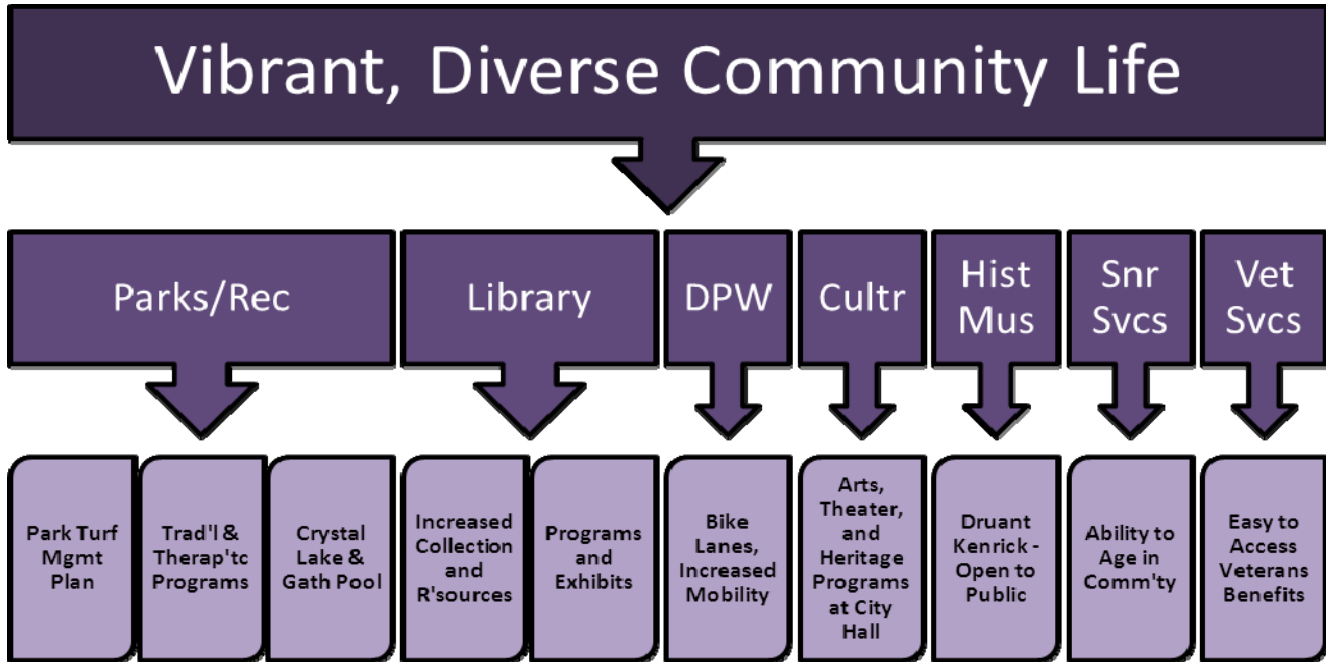 Vibrant, Diverse Community Life
Parks/Rec
Library
DPW
Cultr
Hist
Mus
Snr
Svcs
Vet
Svcs
Park Turf
Mgmt
Plan
Trad'l &
Therap'tc
Programs
Crystal
Lake &
Gath Pool
Increased
Collection
and
R'sources
Programs
and
Exhibits
Bike
Lanes,
Increased
Mobility
Arts,
Theater,
and
Heritage
Programs
at City
Hall
Druant
Kenrick -
Open to
Public
Ability to
Age in
Comm'ty
Easy to
Access
Veterans
Benefits